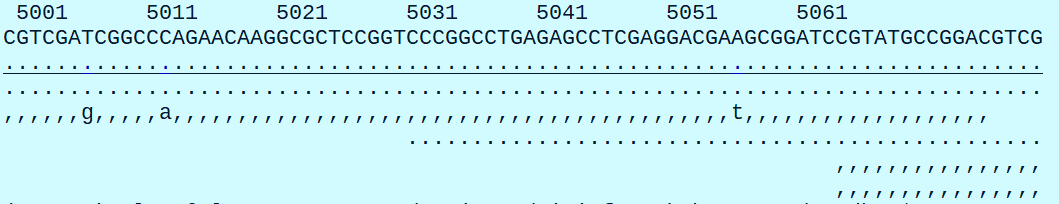 5001      5011      5021      5031      5041      5051      5061
CGTCGATCGGCCCAGAACAAGGCGCTCCGGTCCCGGCCTGAGAGCCTCGAGGACGAAGCGGATCCGTATGCCGGACGTCG
................................................................................
................................................................................
,,,,,,g,,,,,a,,,,,,,,,,,,,,,,,,,,,,,,,,,,,,,,,,,,,,,,,,,t,,,,,,,,,,,,,,,,,,,
.................................................
,,,,,,,,,,,,,,,,
,,,,,,,,,,,,,,,,